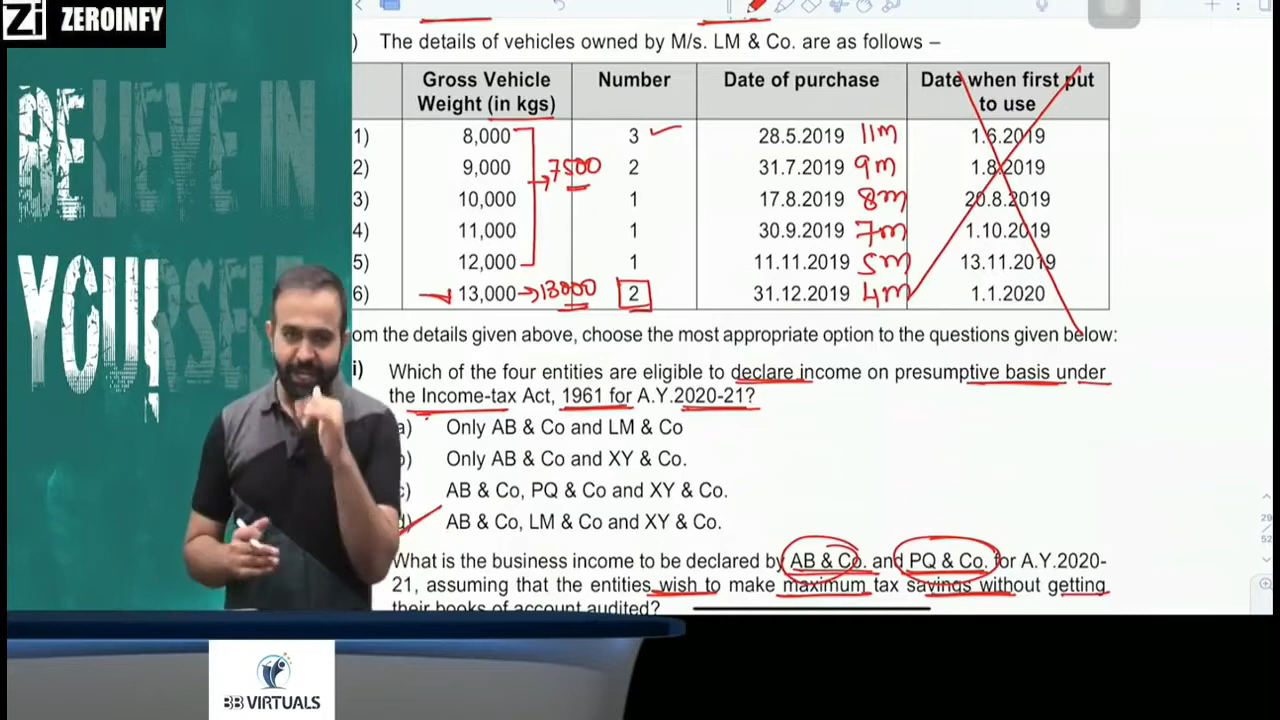 Zi ZEROINFY
BELIEVE IN
YOURSELF
) The details of vehicles owned by M/s. LM & Co. are as follows –
Gross Vehicle Weight (in kgs) Number Date of purchase Date when first put to use
1) 8,000 3 28.5.2019 11m 1.6.2019
2) 9,000 →7500 2 31.7.2019 9m 1.8.2019
3) 10,000 1 17.8.2019 8m 20.8.2019
4) 11,000 1 30.9.2019 7m 1.10.2019
5) 12,000 1 11.11.2019 5m 13.11.2019
6) 13,000 →13000 2 31.12.2019 4m 1.1.2020
om the details given above, choose the most appropriate option to the questions given below:
i) Which of the four entities are eligible to declare income on presumptive basis under
the Income-tax Act, 1961 for A.Y.2020-21?
a) Only AB & Co and LM & Co
b) Only AB & Co and XY & Co.
c) AB & Co, PQ & Co and XY & Co.
d) AB & Co, LM & Co and XY & Co.
What is the business income to be declared by AB & Co. and PQ & Co. for A.Y.2020-
21, assuming that the entities wish to make maximum tax savings without getting
their books of account audited?
29
52
BB VIRTUALS